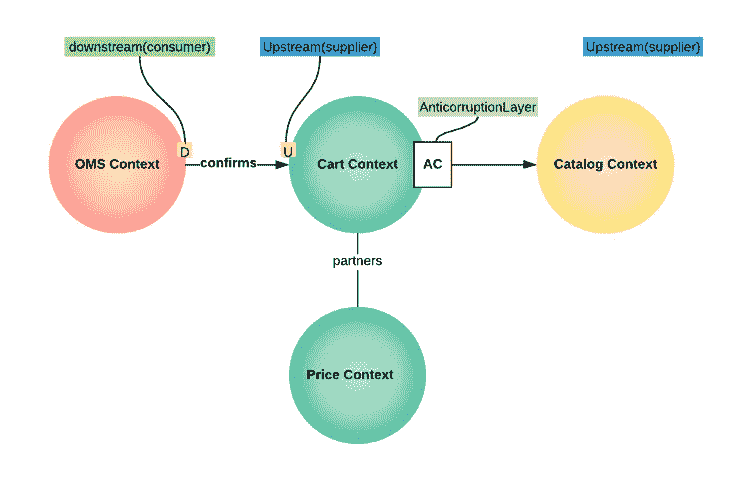 downstream(consumer)
Upstream(supplier}
Upstream(supplier}
AnticorruptionLayer
D
U
OMS Context
confirms
Cart Context
AC
Catalog Context
partners
Price Context